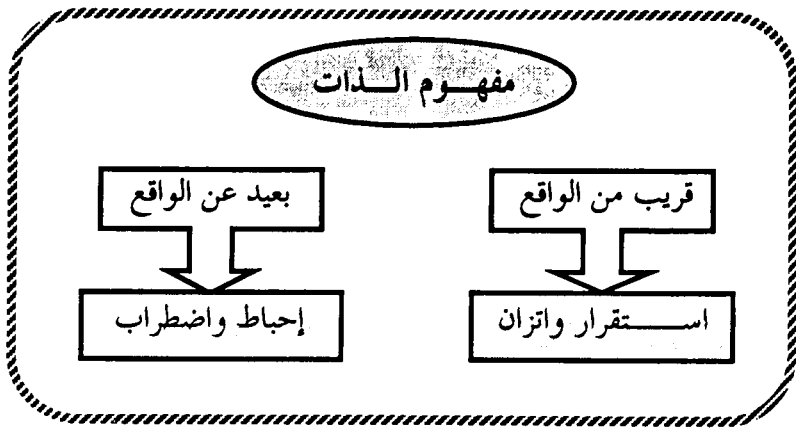 مفهوم الذات
قريب من الواقع
بعيد عن الواقع
استقرار واتزان
إحباط واضطراب